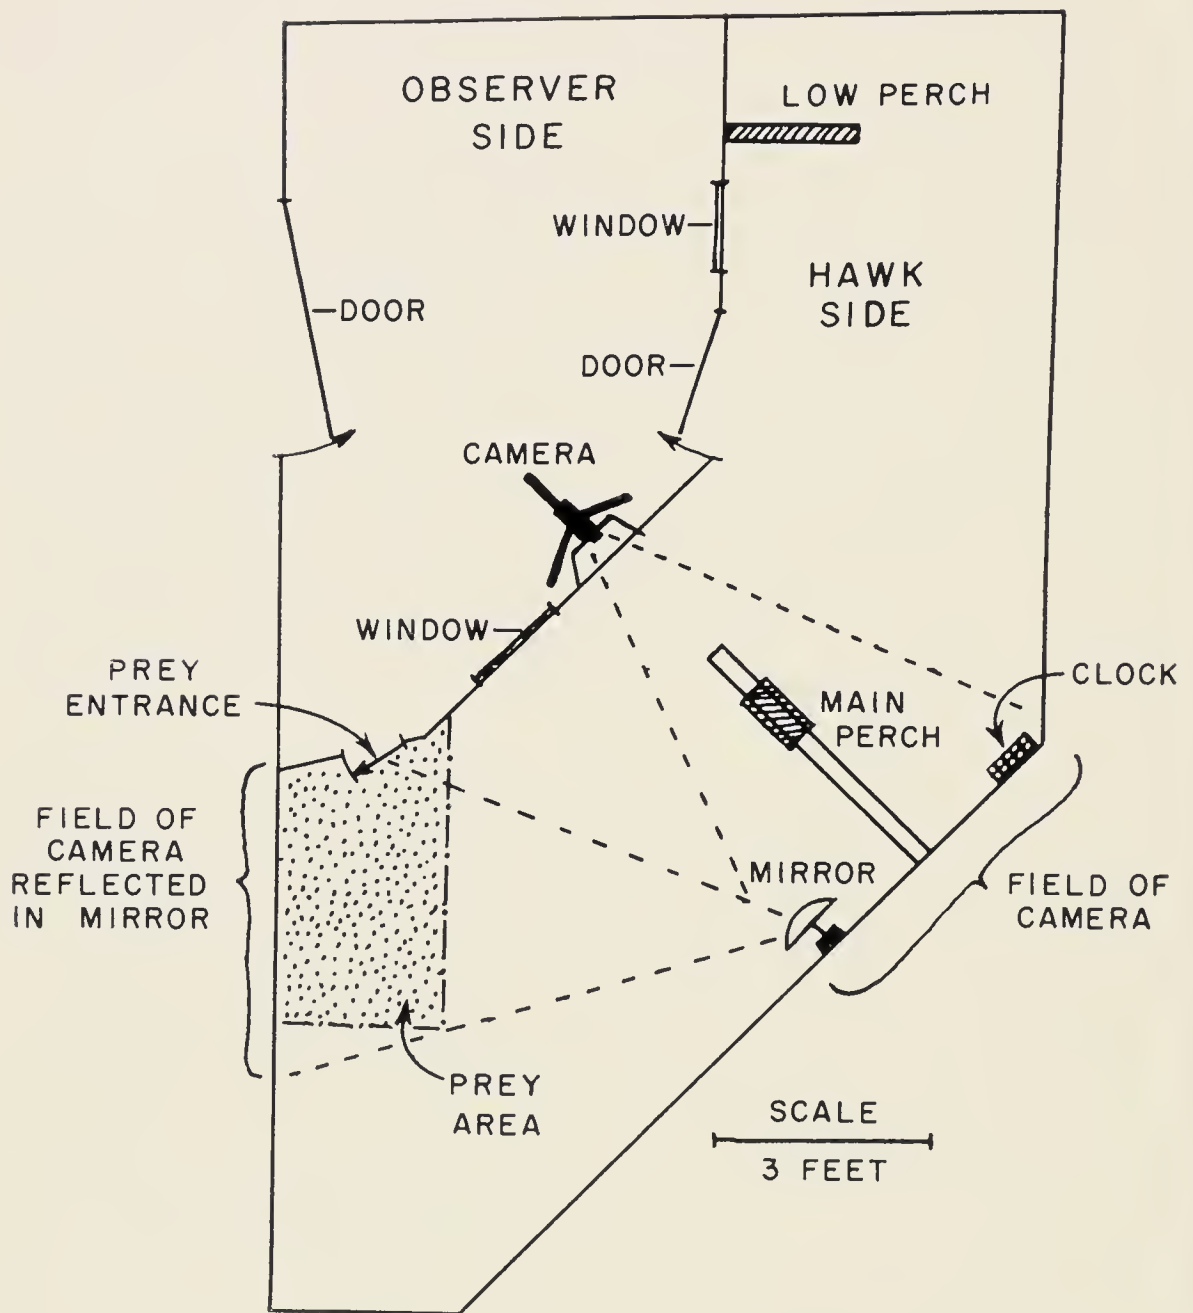 OBSERVER
SIDE
LOW PERCH
WINDOW
HAWK
SIDE
DOOR
DOOR
CAMERA
WINDOW
PREY
ENTRANCE
CLOCK
MAIN
PERCH
FIELD OF
CAMERA
REFLECTED
IN MIRROR
MIRROR
FIELD OF
CAMERA
PREY
AREA
SCALE
3 FEET